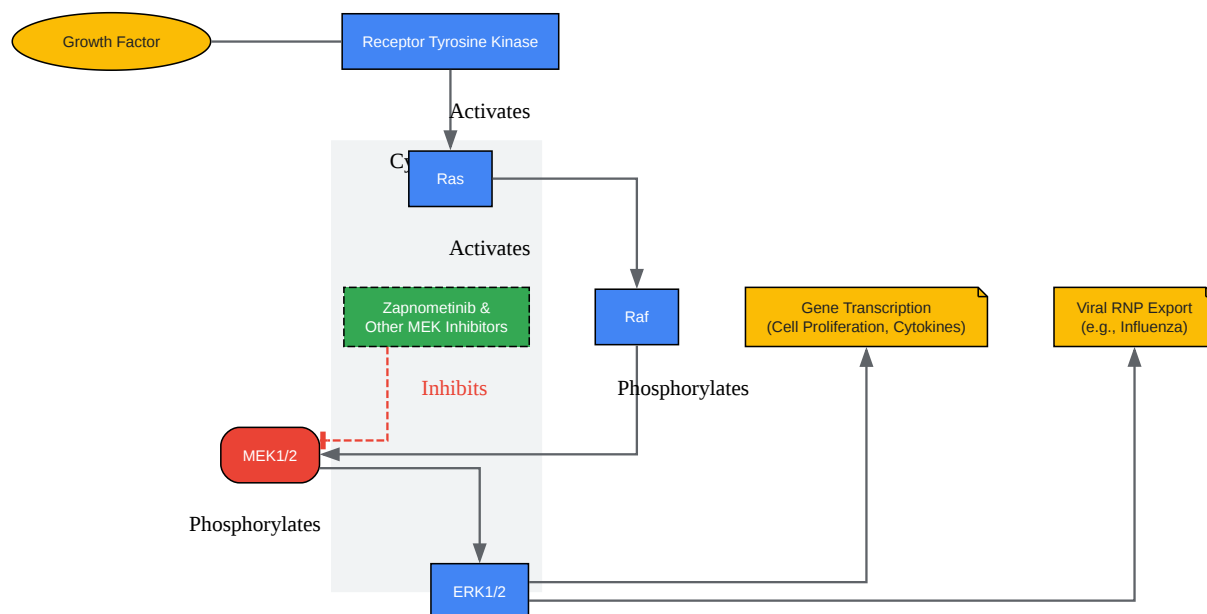 Growth Factor
Receptor Tyrosine Kinase
Activates
Ras
Activates
Zapnometinib &
Other MEK Inhibitors
Raf
Gene Transcription
(Cell Proliferation, Cytokines)
Viral RNP Export
(e.g., Influenza)
Inhibits
Phosphorylates
MEK1/2
Phosphorylates
ERK1/2